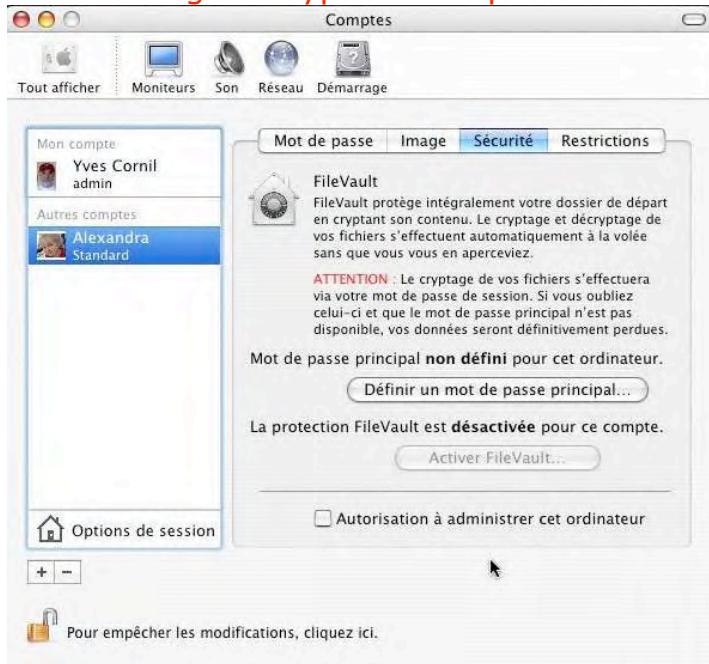 Comptes
Tout afficher Moniteurs Son Réseau Démarrage
Mon compte
Yves Cornil
admin
Autres comptes
Alexandra
Standard
Options de session
Mot de passe Image Sécurité Restrictions
FileVault
FileVault protège intégralement votre dossier de départ
en cryptant son contenu. Le cryptage et décryptage de
vos fichiers s'effectuent automatiquement à la volée
sans que vous vous en aperceviez.
ATTENTION : Le cryptage de vos fichiers s'effectuera
via votre mot de passe de session. Si vous oubliez
celui-ci et que le mot de passe principal n'est pas
disponible, vos données seront définitivement perdues.
Mot de passe principal non défini pour cet ordinateur.
Définir un mot de passe principal...
La protection FileVault est désactivée pour ce compte.
Activer FileVault...
Autorisation à administrer cet ordinateur
+ −
Pour empêcher les modifications, cliquez ici.